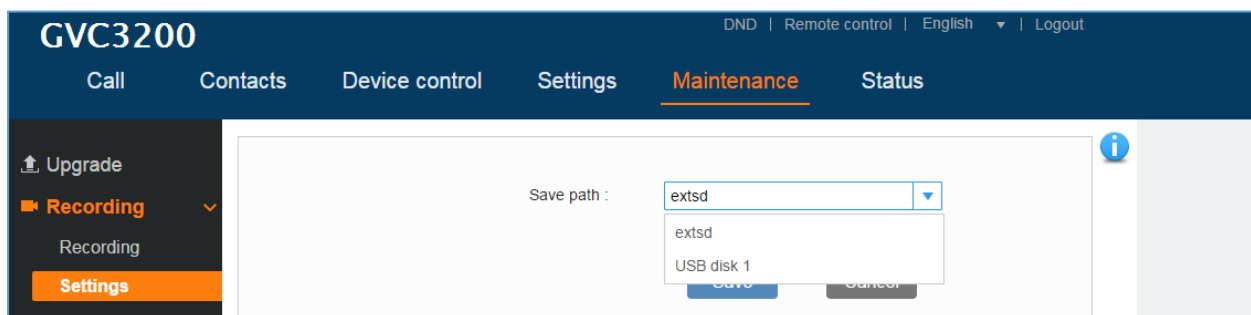 GVC3200
DND | Remote control | English | Logout
Call Contacts Device control Settings Maintenance Status
Upgrade
Recording
Recording
Settings
Save path :
extsd
extsd
USB disk 1